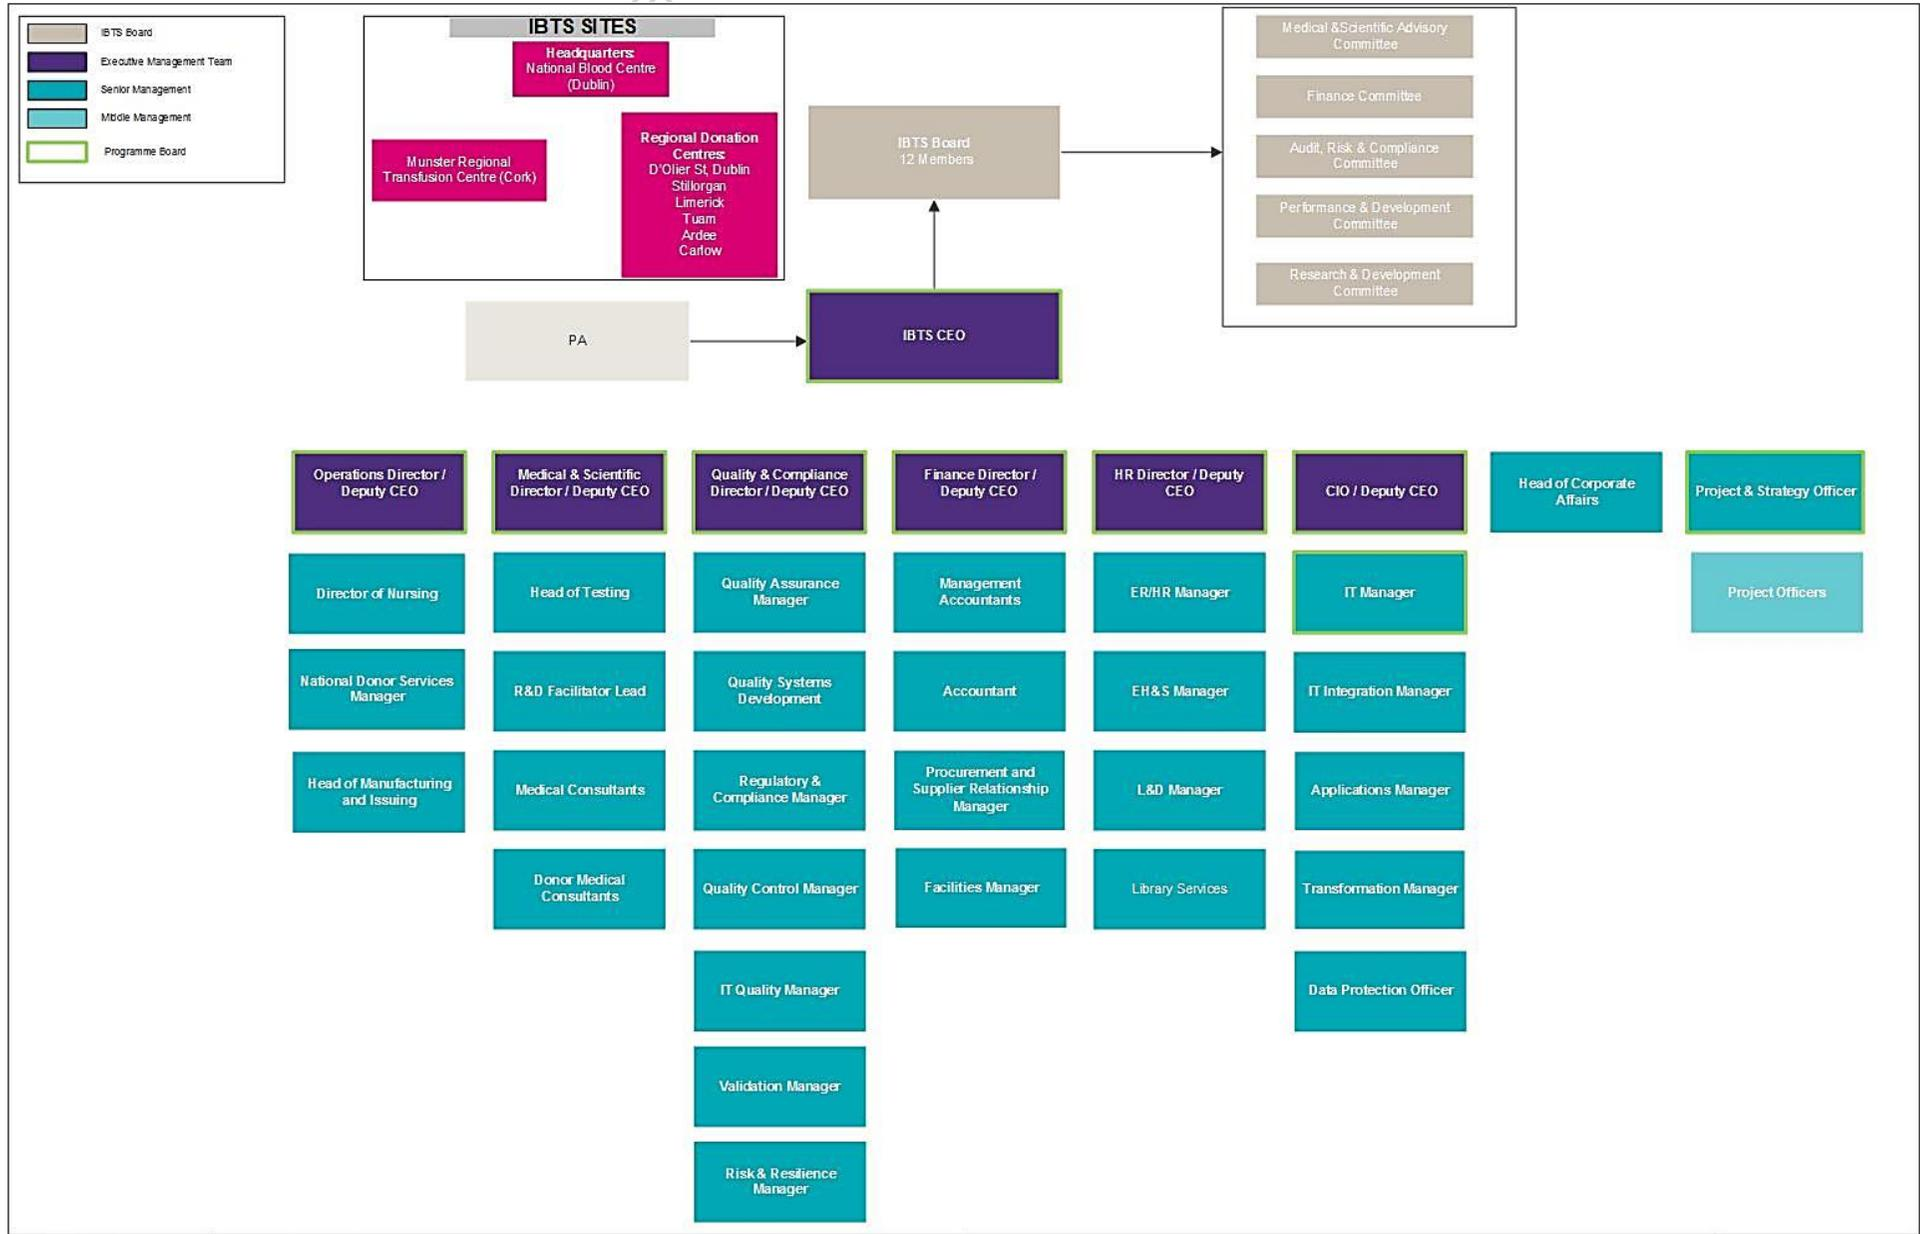 IBTS Board
Executive Management Team
Senior Management
Middle Management
Programme Board
IBTS SITES
Headquarters:
National Blood Centre
(Dublin)
Munster Regional
Transfusion Centre (Cork)
Regional Donation
Centres:
D'Olier St, Dublin
Stillorgan
Limerick
Tuam
Ardee
Carlow
IBTS Board
12 Members
Medical &Scientific Advisory
Committee
Finance Committee
Audit, Risk & Compliance
Committee
Performance & Development
Committee
Research & Development
Committee
PA
IBTS CEO
Operations Director /
Deputy CEO
Medical & Scientific
Director / Deputy CEO
Quality & Compliance
Director / Deputy CEO
Finance Director /
Deputy CEO
HR Director / Deputy
CEO
CIO / Deputy CEO
Head of Corporate
Affairs
Project & Strategy Officer
Director of Nursing
Head of Testing
Quality Assurance
Manager
Management
Accountants
ER/HR Manager
IT Manager
Project Officers
National Donor Services
Manager
R&D Facilitator Lead
Quality Systems
Development
Accountant
EH&S Manager
IT Integration Manager
Head of Manufacturing
and Issuing
Medical Consultants
Regulatory &
Compliance Manager
Procurement and
Supplier Relationship
Manager
L&D Manager
Applications Manager
Donor Medical
Consultants
Quality Control Manager
Facilities Manager
Library Services
Transformation Manager
IT Quality Manager
Data Protection Officer
Validation Manager
Risk & Resilience
Manager